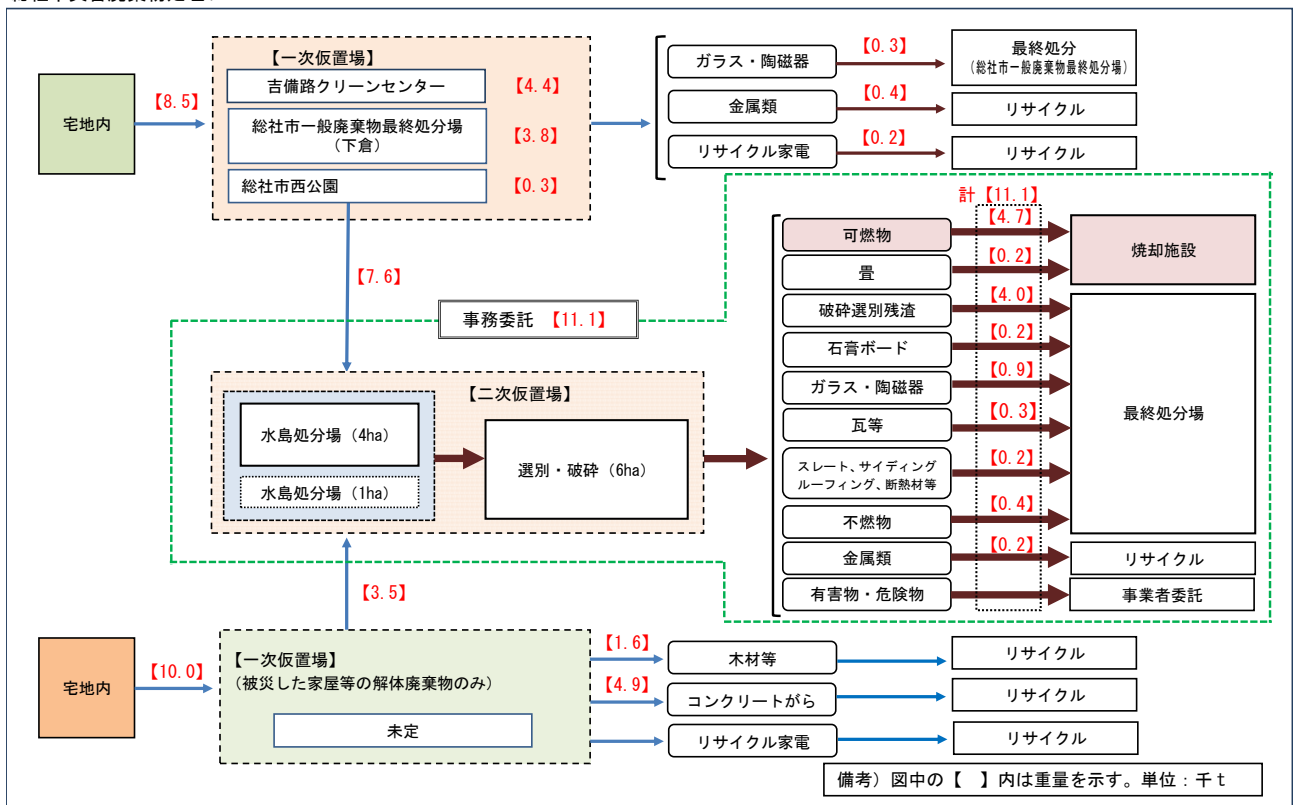 宅地内
【8.5】
【一次仮置場】
吉備路クリーンセンター
【4.4】
総社市一般廃棄物最終処分場
（下倉）
【3.8】
総社市西公園
【0.3】
ガラス・陶磁器
【0.3】
最終処分
（総社市一般廃棄物最終処分場）
金属類
【0.4】
リサイクル
リサイクル家電
【0.2】
リサイクル
【7.6】
事務委託 【11.1】
計【11.1】
可燃物
【4.7】
焼却施設
畳
【0.2】
破砕選別残渣
【4.0】
石膏ボード
【0.2】
ガラス・陶磁器
【0.9】
最終処分場
瓦等
【0.3】
スレート、サイディング
ルーフィング、断熱材等
【0.2】
不燃物
【0.4】
金属類
【0.2】
リサイクル
有害物・危険物
事業者委託
【二次仮置場】
水島処分場（4ha）
水島処分場（1ha）
選別・破砕（6ha）
【3.5】
宅地内
【10.0】
【一次仮置場】
（被災した家屋等の解体廃棄物のみ）
未定
【1.6】
木材等
リサイクル
【4.9】
コンクリートがら
リサイクル
リサイクル家電
リサイクル
備考）図中の【　】内は重量を示す。単位：千ｔ